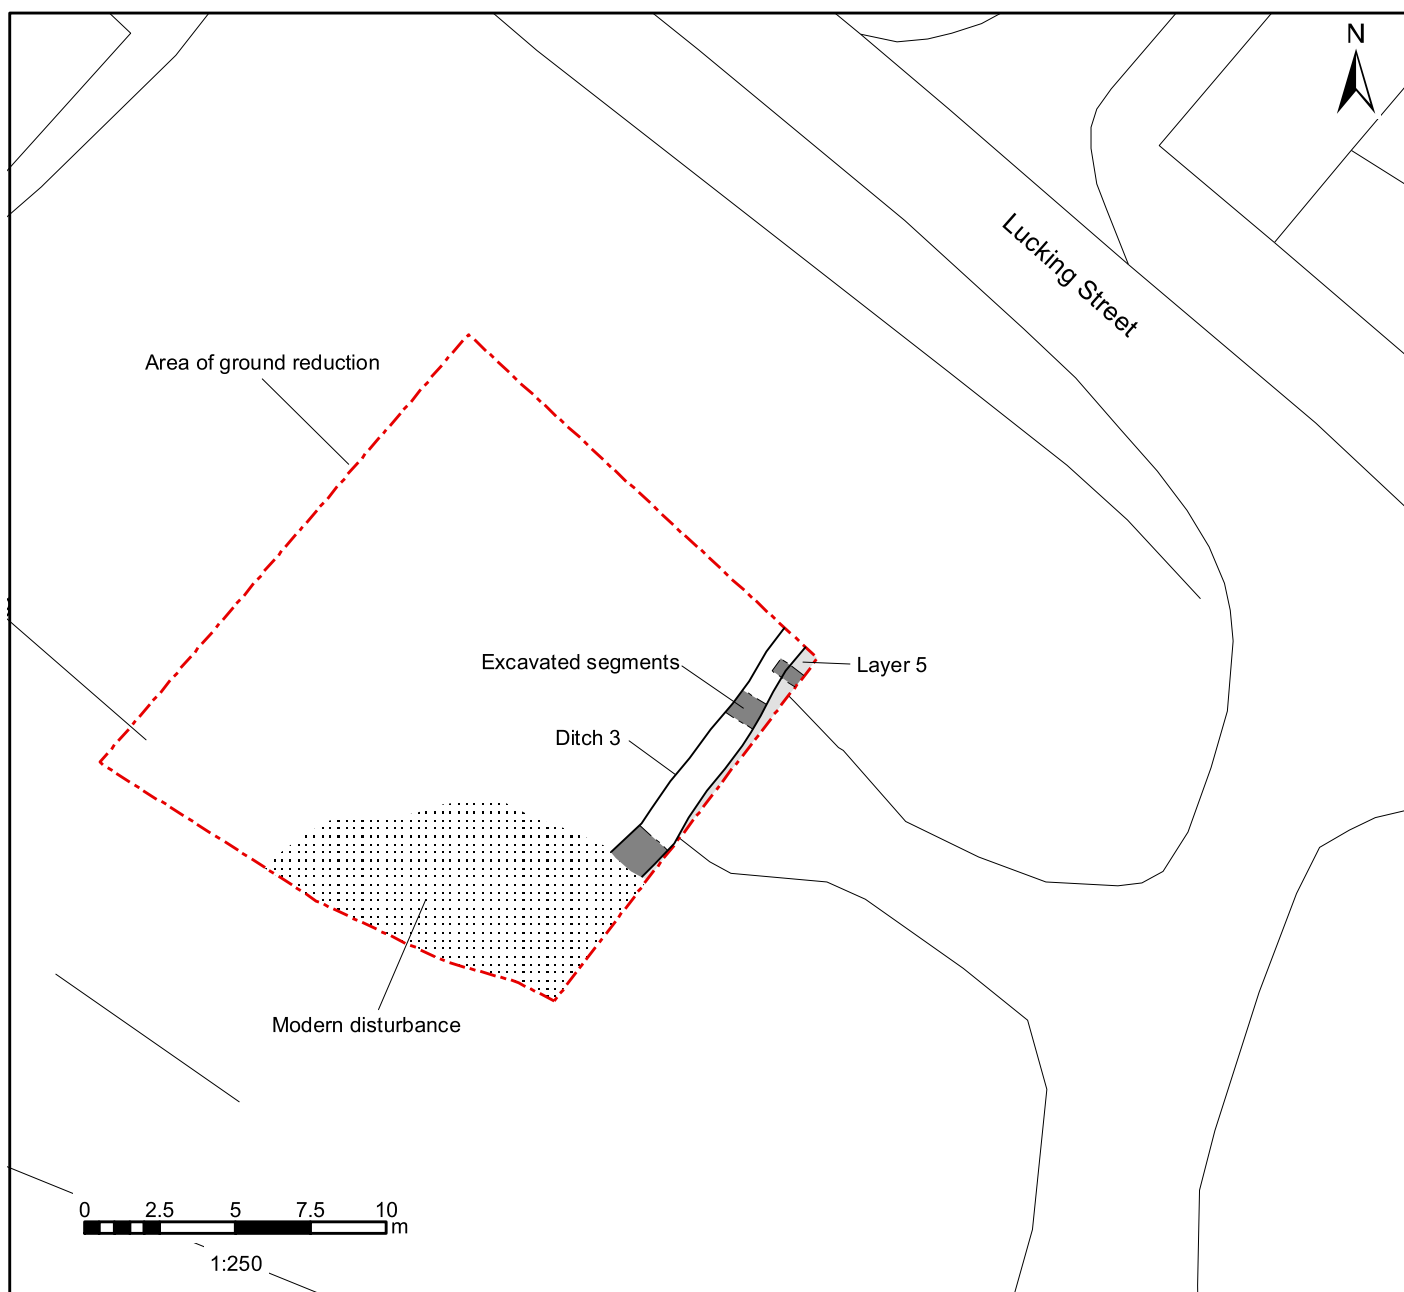 N
Lucking Street
Area of ground reduction
Excavated segments
Layer 5
Ditch 3
Modern disturbance
0 2.5 5 7.5 10
m
1:250